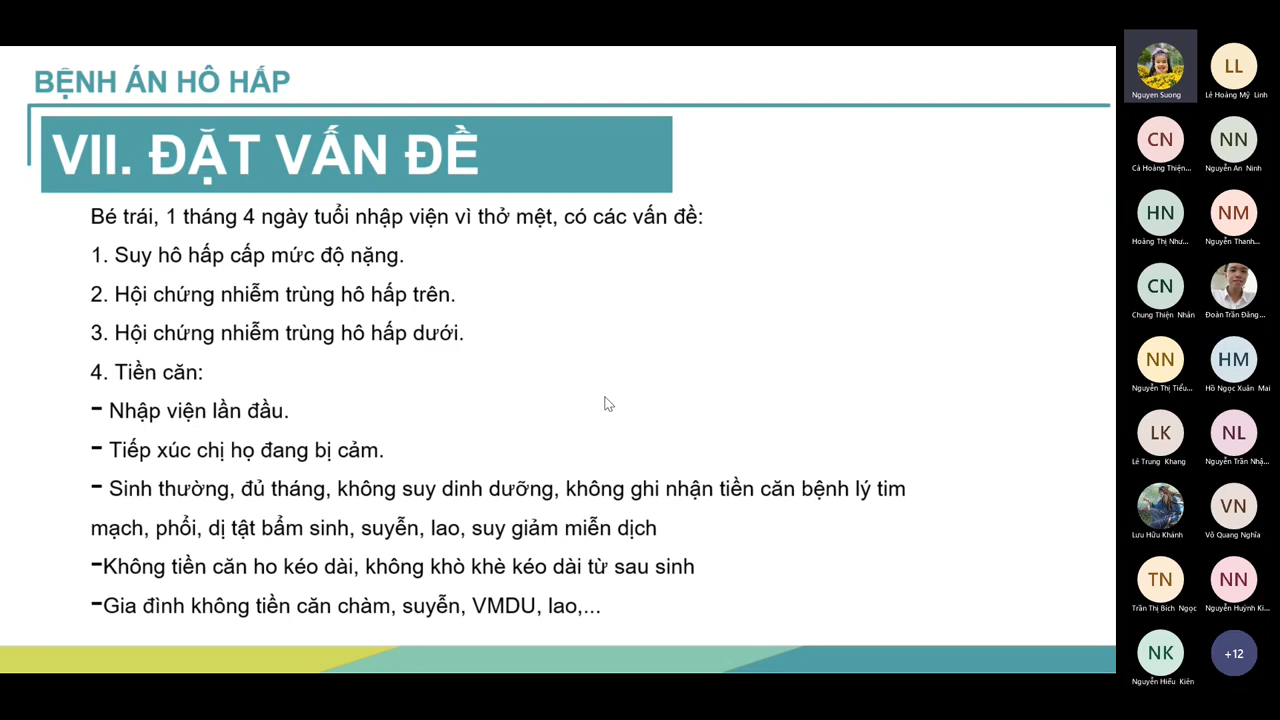 BỆNH ÁN HÔ HẤP
VII. ĐẶT VẤN ĐỀ
Bé trái, 1 tháng 4 ngày tuổi nhập viện vì thở mệt, có các vấn đề:
1. Suy hô hấp cấp mức độ nặng.
2. Hội chứng nhiễm trùng hô hấp trên.
3. Hội chứng nhiễm trùng hô hấp dưới.
4. Tiền căn:
- Nhập viện lần đầu.
- Tiếp xúc chị họ đang bị cảm.
- Sinh thường, đủ tháng, không suy dinh dưỡng, không ghi nhận tiền căn bệnh lý tim
mạch, phổi, dị tật bẩm sinh, suyễn, lao, suy giảm miễn dịch
-Không tiền căn ho kéo dài, không khò khè kéo dài từ sau sinh
-Gia đình không tiền căn chàm, suyễn, VMDU, lao,...
Nguyen Suong
LL
Lê Hoàng Mỹ Linh
CN
Cà Hoàng Thiện...
NN
Nguyễn An Ninh
HN
Hoàng Thị Như...
NM
Nguyễn Thanh...
CN
Chung Thiện Nhân
Đoàn Trần Đăng...
NN
Nguyễn Thị Tiểu...
HM
Hồ Ngọc Xuân Mai
LK
Lê Trung Khang
NL
Nguyễn Trần Nhậ...
Lưu Hữu Khánh
VN
Võ Quang Nghĩa
TN
Trần Thị Bích Ngọc
NN
Nguyễn Huỳnh Ki...
NK
Nguyễn Hiếu Kiên
+12